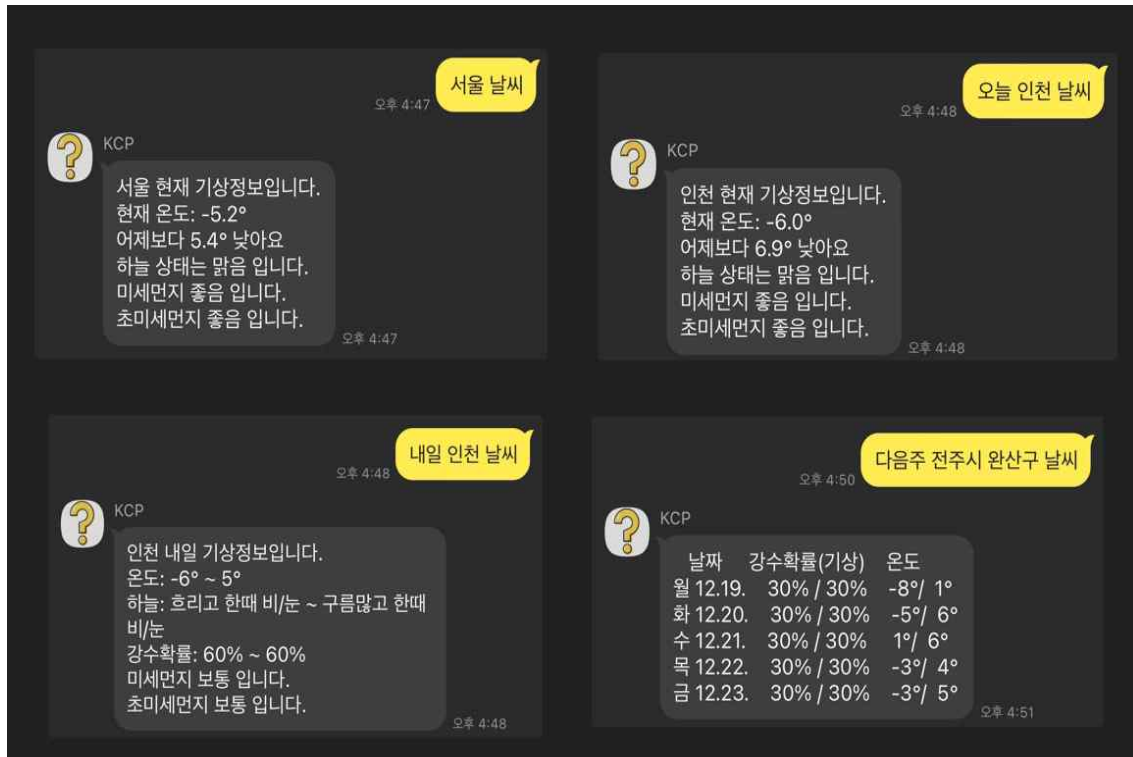 서울 날씨
오후 4:47
KCP
서울 현재 기상정보입니다.
현재 온도: -5.2°
어제보다 5.4° 낮아요
하늘 상태는 맑음 입니다.
미세먼지 좋음 입니다.
초미세먼지 좋음 입니다.
오후 4:47
오늘 인천 날씨
오후 4:48
KCP
인천 현재 기상정보입니다.
현재 온도: -6.0°
어제보다 6.9° 낮아요
하늘 상태는 맑음 입니다.
미세먼지 좋음 입니다.
초미세먼지 좋음 입니다.
오후 4:48
내일 인천 날씨
오후 4:48
KCP
인천 내일 기상정보입니다.
온도: -6° ~ 5°
하늘: 흐리고 한때 비/눈 ~ 구름많고 한때
비/눈
강수확률: 60% ~ 60%
미세먼지 보통 입니다.
초미세먼지 보통 입니다.
오후 4:48
다음주 전주시 완산구 날씨
오후 4:50
KCP
날짜 강수확률(기상) 온도
월 12.19. 30% / 30% -8°/ 1°
화 12.20. 30% / 30% -5°/ 6°
수 12.21. 30% / 30% 1°/ 6°
목 12.22. 30% / 30% -3°/ 4°
금 12.23. 30% / 30% -3°/ 5°
오후 4:51